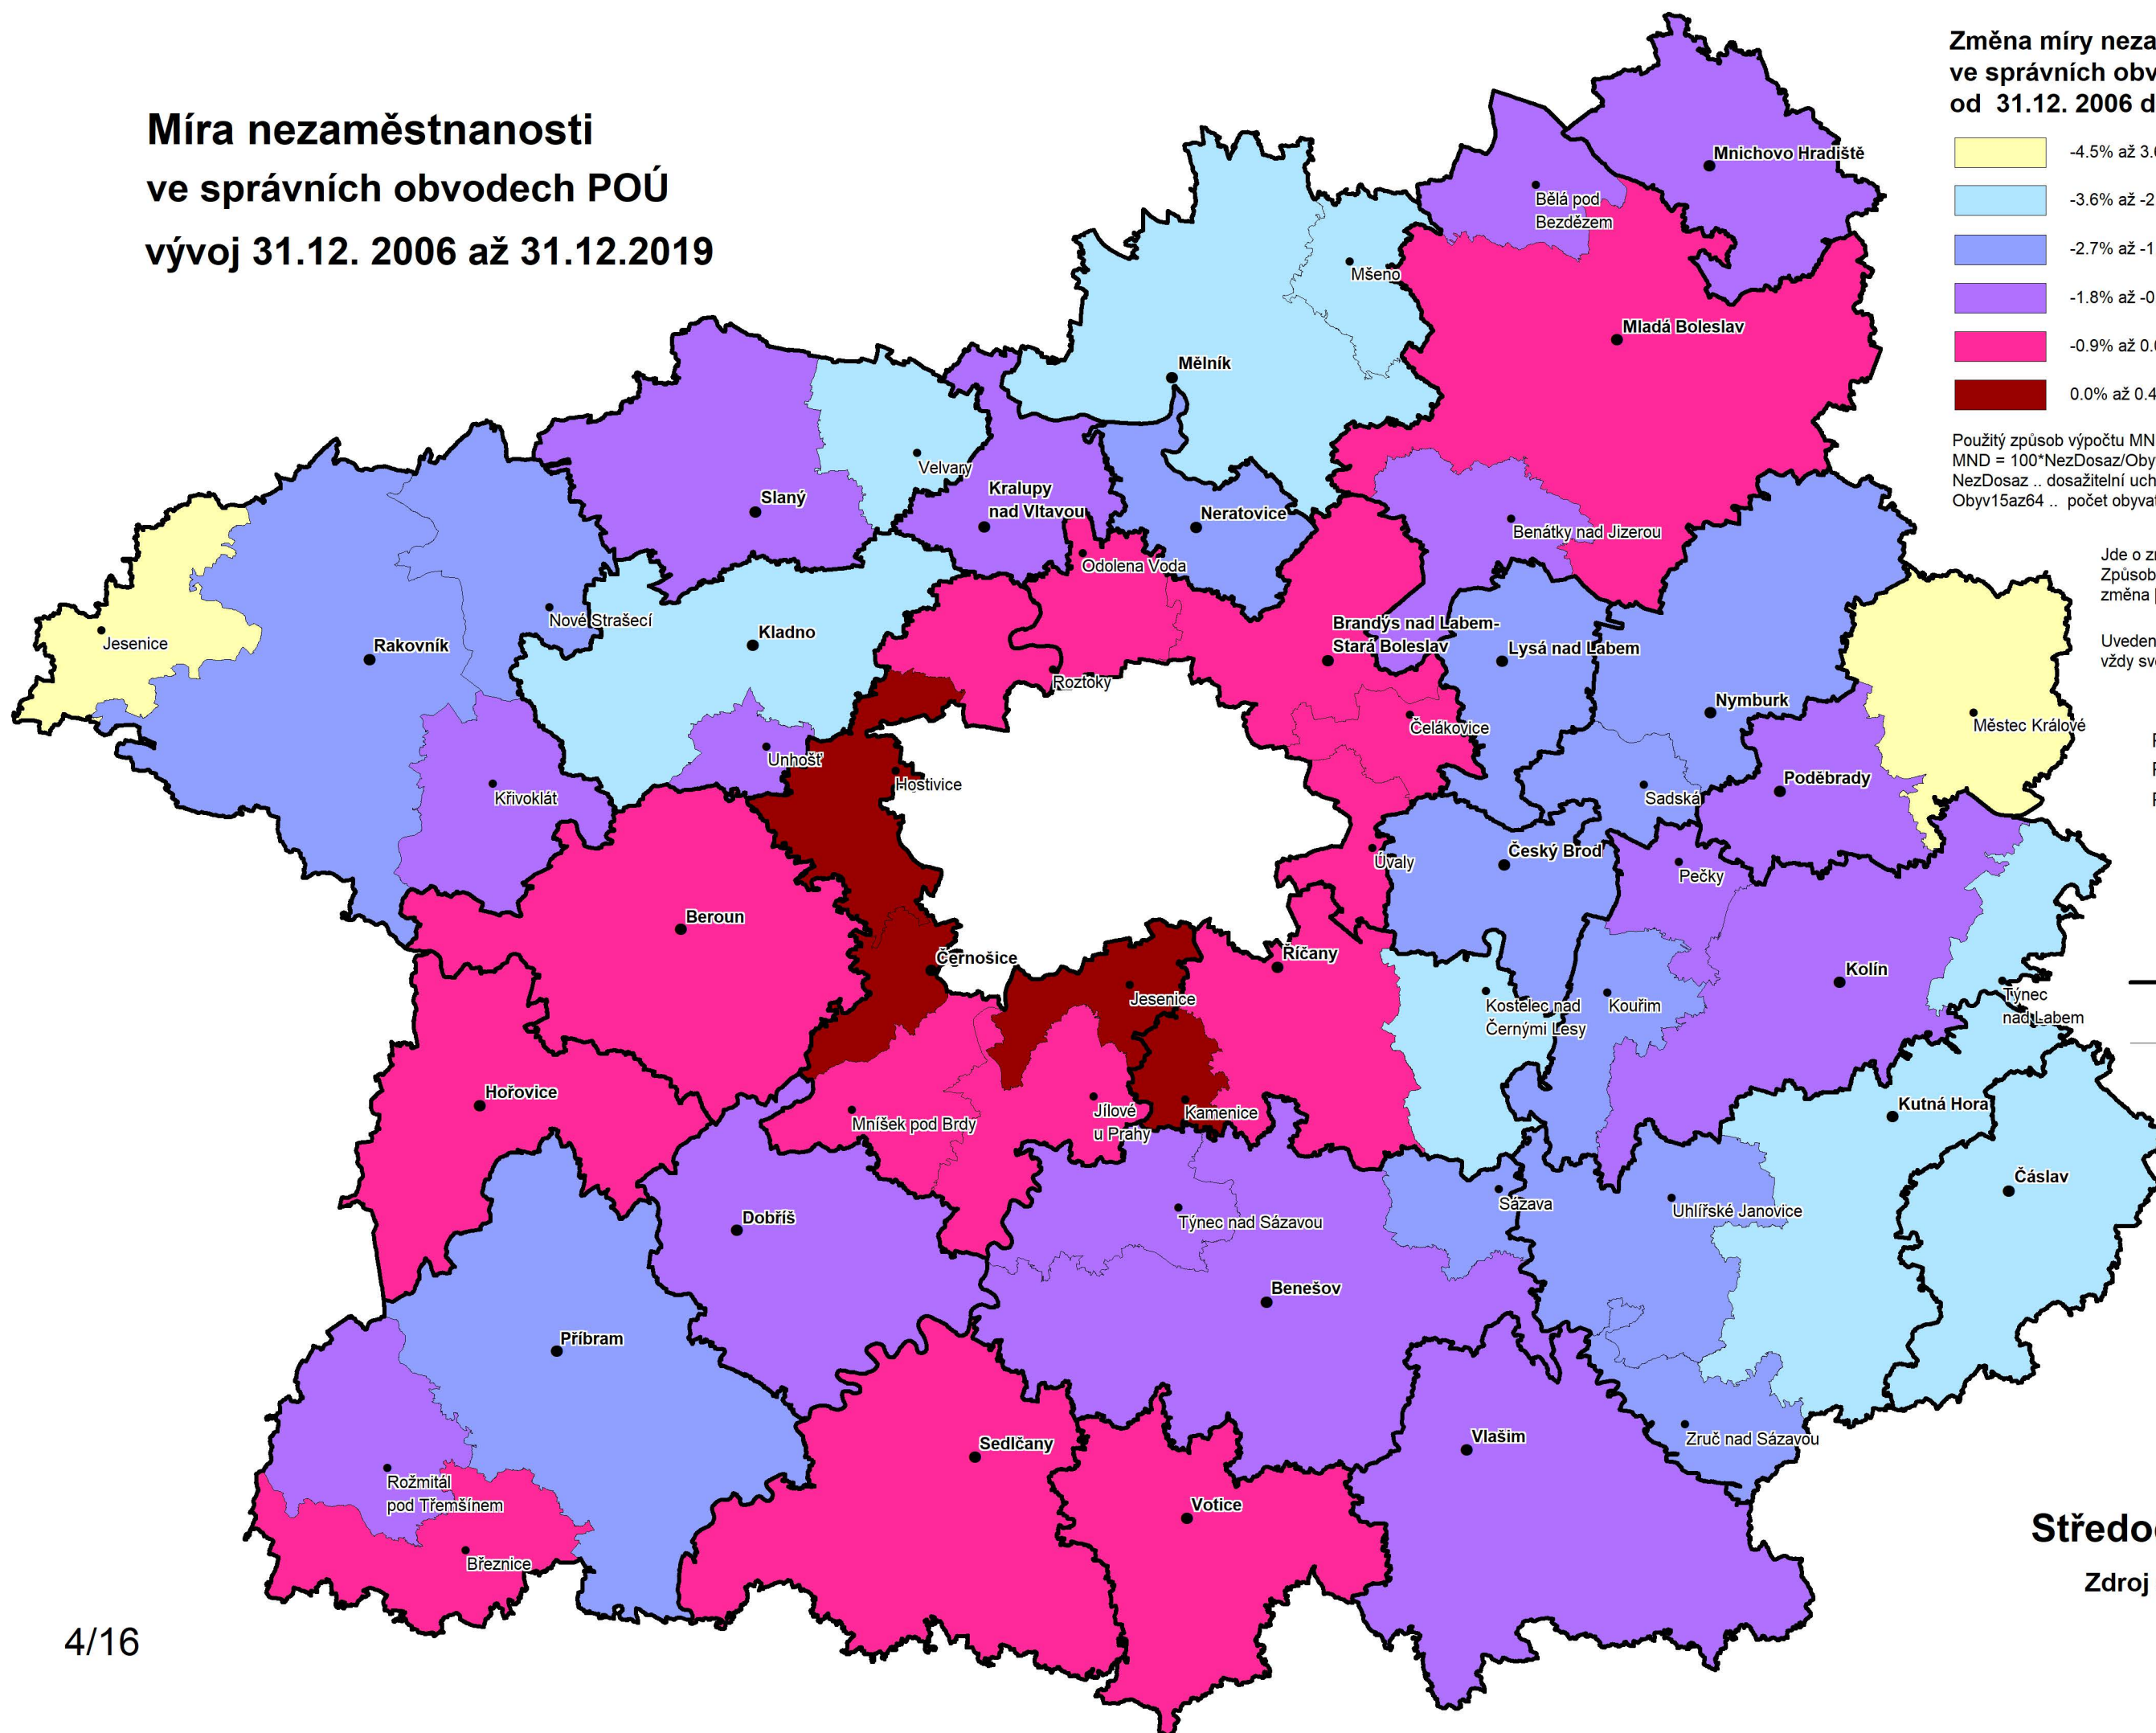 Míra nezaměstnanosti
ve správních obvodech POÚ
vývoj 31.12. 2006 až 31.12.2019
Změna míry neza
ve správních obv
od 31.12. 2006 d
-4.5% až 3.
-3.6% až -2
-2.7% až -1
-1.8% až -0
-0.9% až 0.0
0.0% až 0.4
Použitý způsob výpočtu MN
MND = 100*NezDosaz/Oby
NezDosaz .. dosažitelní uch
Obyv15az64 .. počet obyvat
Jde o zm
Způsob
změna
Uveden
vždy sv
Mnichovo Hradiště
Bělá pod
Bezdězem
Mšeno
Mladá Boleslav
Mělník
Velvary
Slaný
Kralupy
nad Vltavou
Neratovice
Benátky nad Jizerou
Odolena Voda
Nové Strašecí
Jesenice
Rakovník
Kladno
Brandýs nad Labem-
Stará Boleslav
Lysá nad Labem
Roztoky
Nymburk
Čelákovice
Městec Králové
Unhošť
Hostivice
Poděbrady
Křivoklát
Sadská
Úvaly
Český Brod
Pečky
Beroun
Černošice
Říčany
Kolín
Jesenice
Kostelec nad
Černými Lesy
Kouřim
Týnec
nad Labem
Hořovice
Kutná Hora
Mníšek pod Brdy
Jílové
u Prahy
Kamenice
Čáslav
Sázava
Uhlířské Janovice
Dobříš
Týnec nad Sázavou
Benešov
Příbram
Sedlčany
Vlašim
Zruč nad Sázavou
Rožmitál
pod Třemšínem
Votice
Březnice
Středo
Zdroj
4/16